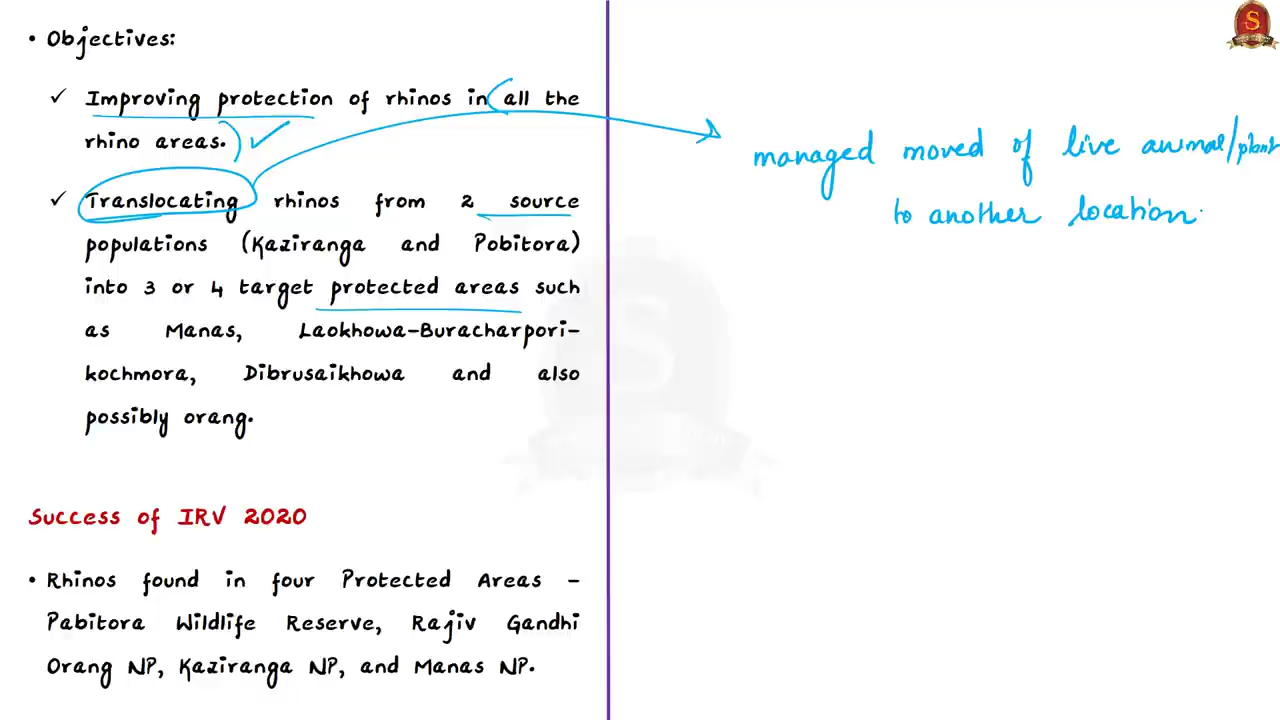 • Objectives:
✓ Improving protection of rhinos in all the
rhino areas.
✓ Translocating rhinos from 2 source
populations (Kaziranga and Pobitora)
into 3 or 4 target protected areas such
as Manas, Laokhowa-Buracharpori-
kochmora, Dibrusaikhowa and also
possibly orang.
Success of IRV 2020
• Rhinos found in four Protected Areas –
Pabitora Wildlife Reserve, Rajiv Gandhi
Orang NP, Kaziranga NP, and Manas NP.
managed moved of live animal/plant
to another location.
S